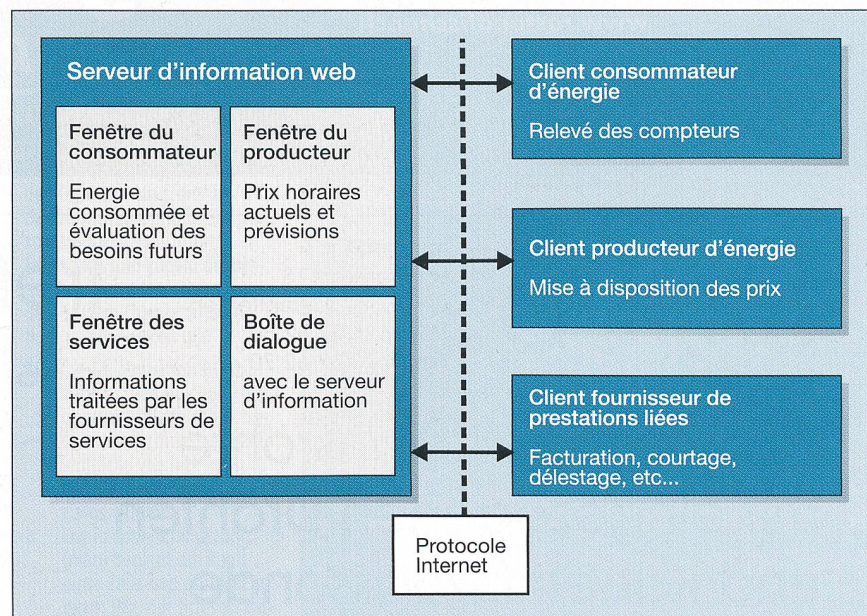 Serveur d'information web
Fenêtre du
consommateur
Energie
consommée et
évaluation des
besoins futurs
Fenêtre du
producteur
Prix horaires
actuels et
prévisions
Fenêtre des
services
Informations
traitées par les
fournisseurs de
services
Boîte de
dialogue
avec le serveur
d'information
Client consommateur
d'énergie
Relevé des compteurs
Client producteur d'énergie
Mise à disposition des prix
Client fournisseur de
prestations liées
Facturation, courtage,
délestage, etc...
Protocole
Internet